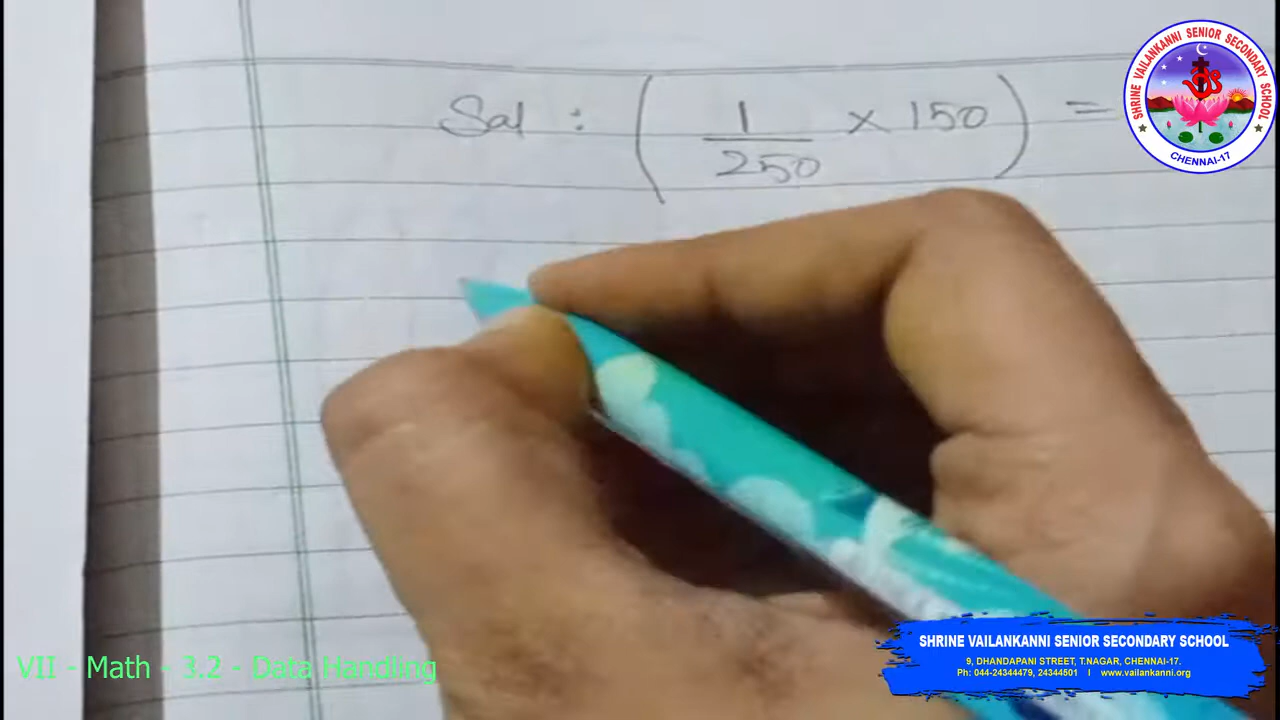 Sal : ( 1/250 × 150 ) =
SHRINE VAILANKANNI SENIOR SECONDARY SCHOOL
CHENNAI-17
SHRINE VAILANKANNI SENIOR SECONDARY SCHOOL
9, DHANDAPANI STREET, T.NAGAR, CHENNAI-17.
Ph: 044-24344479, 24344501 I www.vailankanni.org
VII - Math - 3.2 - Data Handling